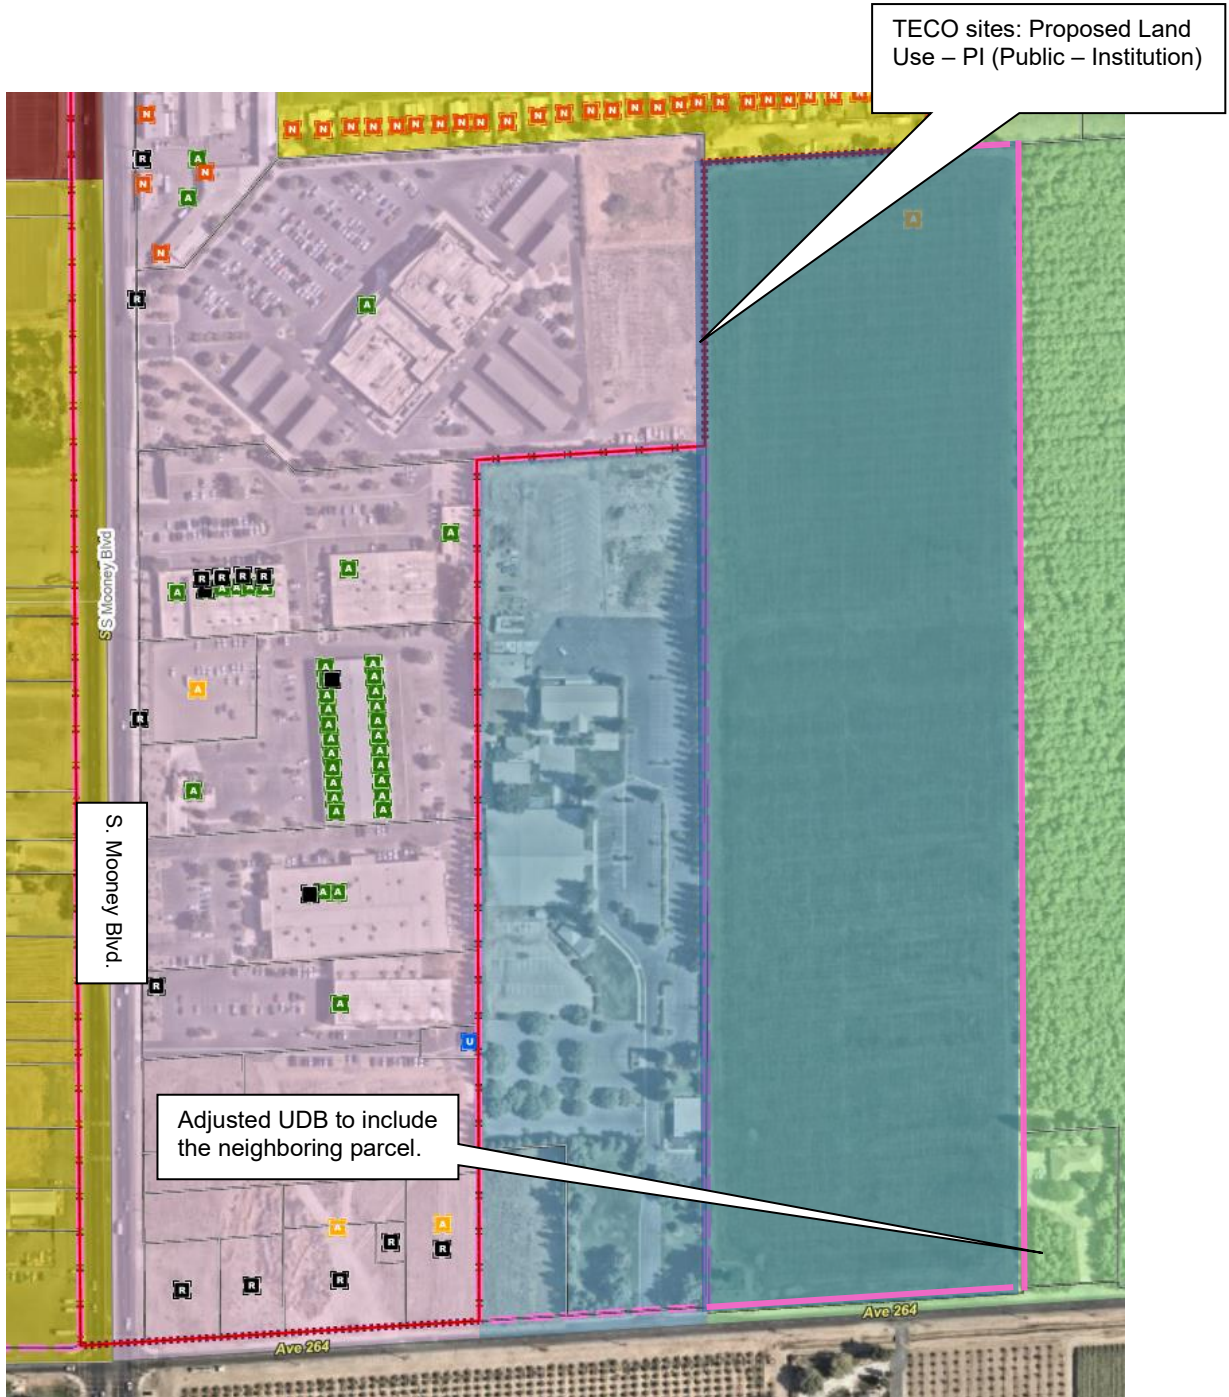 TECO sites: Proposed Land
Use – PI (Public – Institution)
N
N N N N N N N N N N N N N N N N N N N N N N N N
R A
N
N
A
N
R
A
A
A
R R R R
A A A A A
S S Mooney Blvd
A A
A
R
A A
A A
A A
A A
A A
A A
A A
A A
A A
A A
S. Mooney Blvd.
A A
R
A
U
Adjusted UDB to include
the neighboring parcel.
A A
R
R
R R R
Ave 264
Ave 264